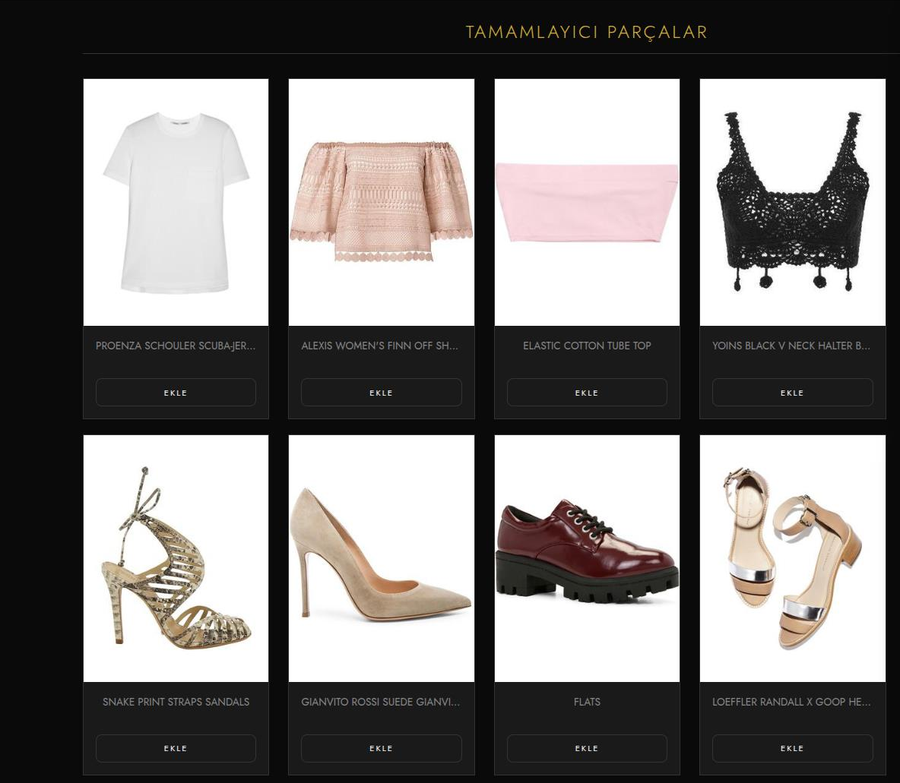 TAMAMLAYICI PARÇALAR
PROENZA SCHOULER SCUBA-JER...
ALEXIS WOMEN'S FINN OFF SH...
ELASTIC COTTON TUBE TOP
YOINS BLACK V NECK HALTER B...
EKLE
EKLE
EKLE
EKLE
SNAKE PRINT STRAPS SANDALS
GIANVITO ROSSI SUEDE GIANVI...
FLATS
LOEFFLER RANDALL X GOOP HE...
EKLE
EKLE
EKLE
EKLE